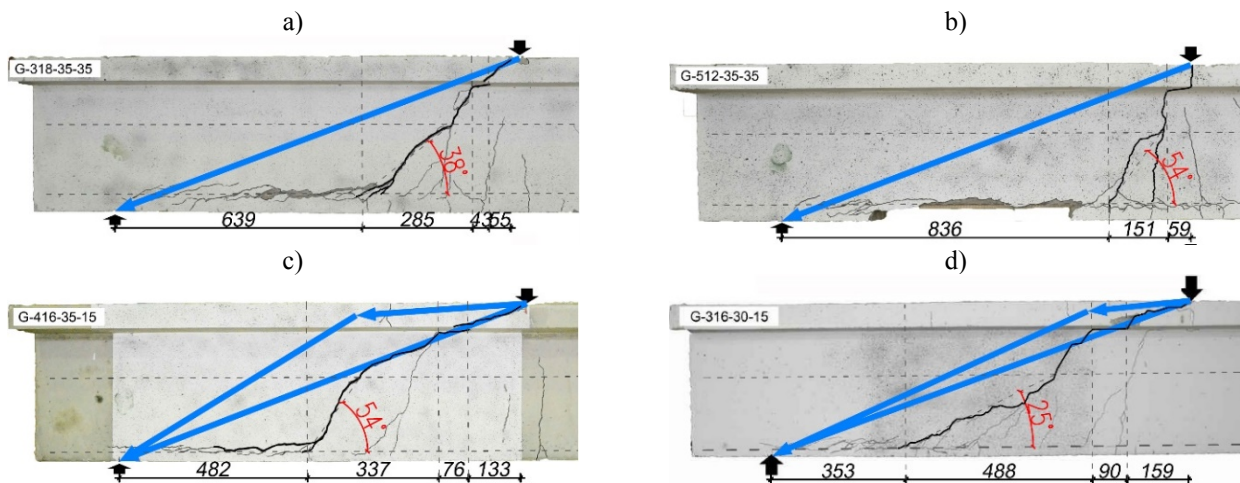 a)
b)
G-318-35-35
G-512-35-35
38°
54°
639 285 43 55
836 151 59
c)
d)
G-416-35-15
G-316-30-15
54°
25°
482 337 76 133
353 488 90 159